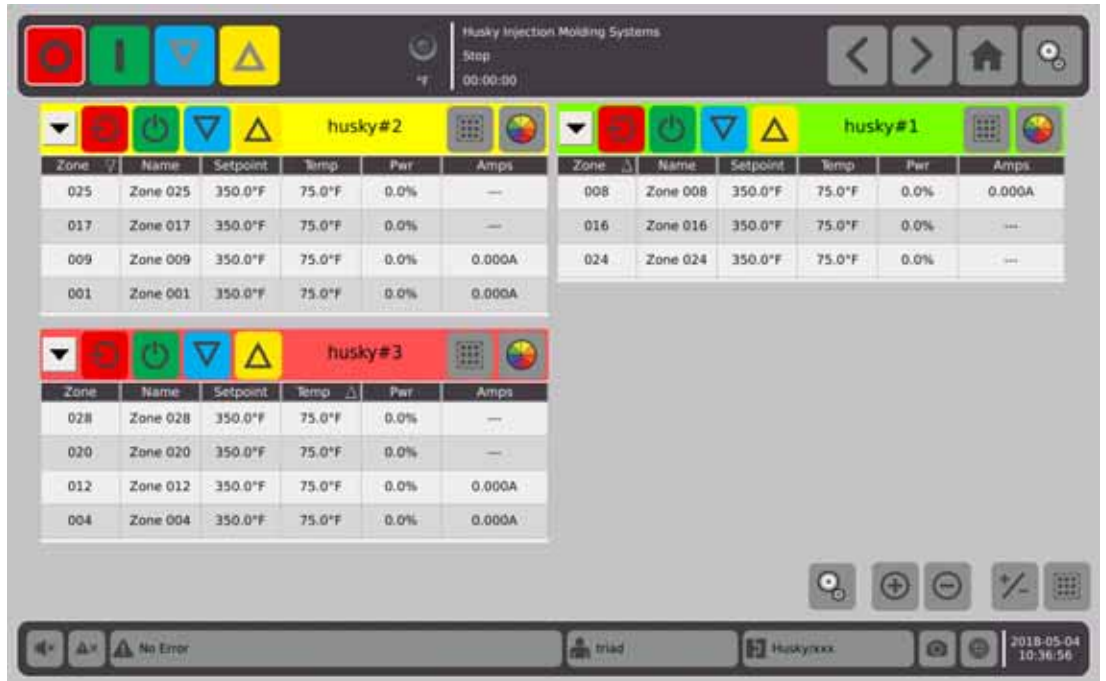 Husky Injection Molding Systems
Stop
°F 00:00:00
husky#2
Zone Name Setpoint Temp Pwr Amps
025 Zone 025 350.0°F 75.0°F 0.0% ---
017 Zone 017 350.0°F 75.0°F 0.0% ---
009 Zone 009 350.0°F 75.0°F 0.0% 0.000A
001 Zone 001 350.0°F 75.0°F 0.0% 0.000A
husky#1
Zone Name Setpoint Temp Pwr Amps
008 Zone 008 350.0°F 75.0°F 0.0% 0.000A
016 Zone 016 350.0°F 75.0°F 0.0% ---
024 Zone 024 350.0°F 75.0°F 0.0% ---
husky#3
Zone Name Setpoint Temp Pwr Amps
028 Zone 028 350.0°F 75.0°F 0.0% ---
020 Zone 020 350.0°F 75.0°F 0.0% ---
012 Zone 012 350.0°F 75.0°F 0.0% 0.000A
004 Zone 004 350.0°F 75.0°F 0.0% 0.000A
+/-
No Error triad 2018-05-04
10:36:56